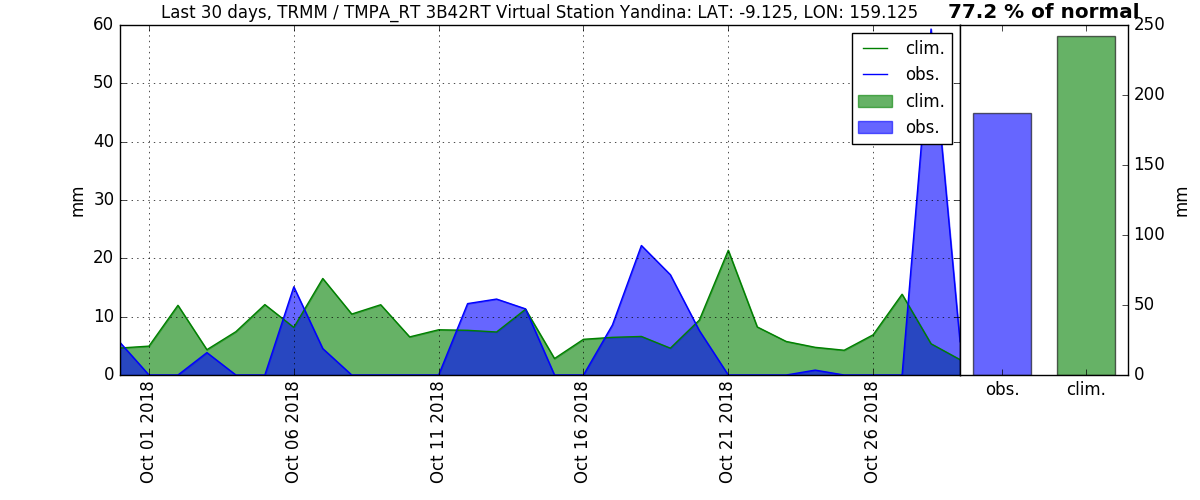 Last 30 days, TRMM / TMPA_RT 3B42RT Virtual Station Yandina: LAT: -9.125, LON: 159.125
77.2 % of normal
60
50
40
30
20
10
0
mm
clim.
obs.
clim.
obs.
Oct 01 2018
Oct 06 2018
Oct 11 2018
Oct 16 2018
Oct 21 2018
Oct 26 2018
250
200
150
100
50
0
mm
obs.
clim.